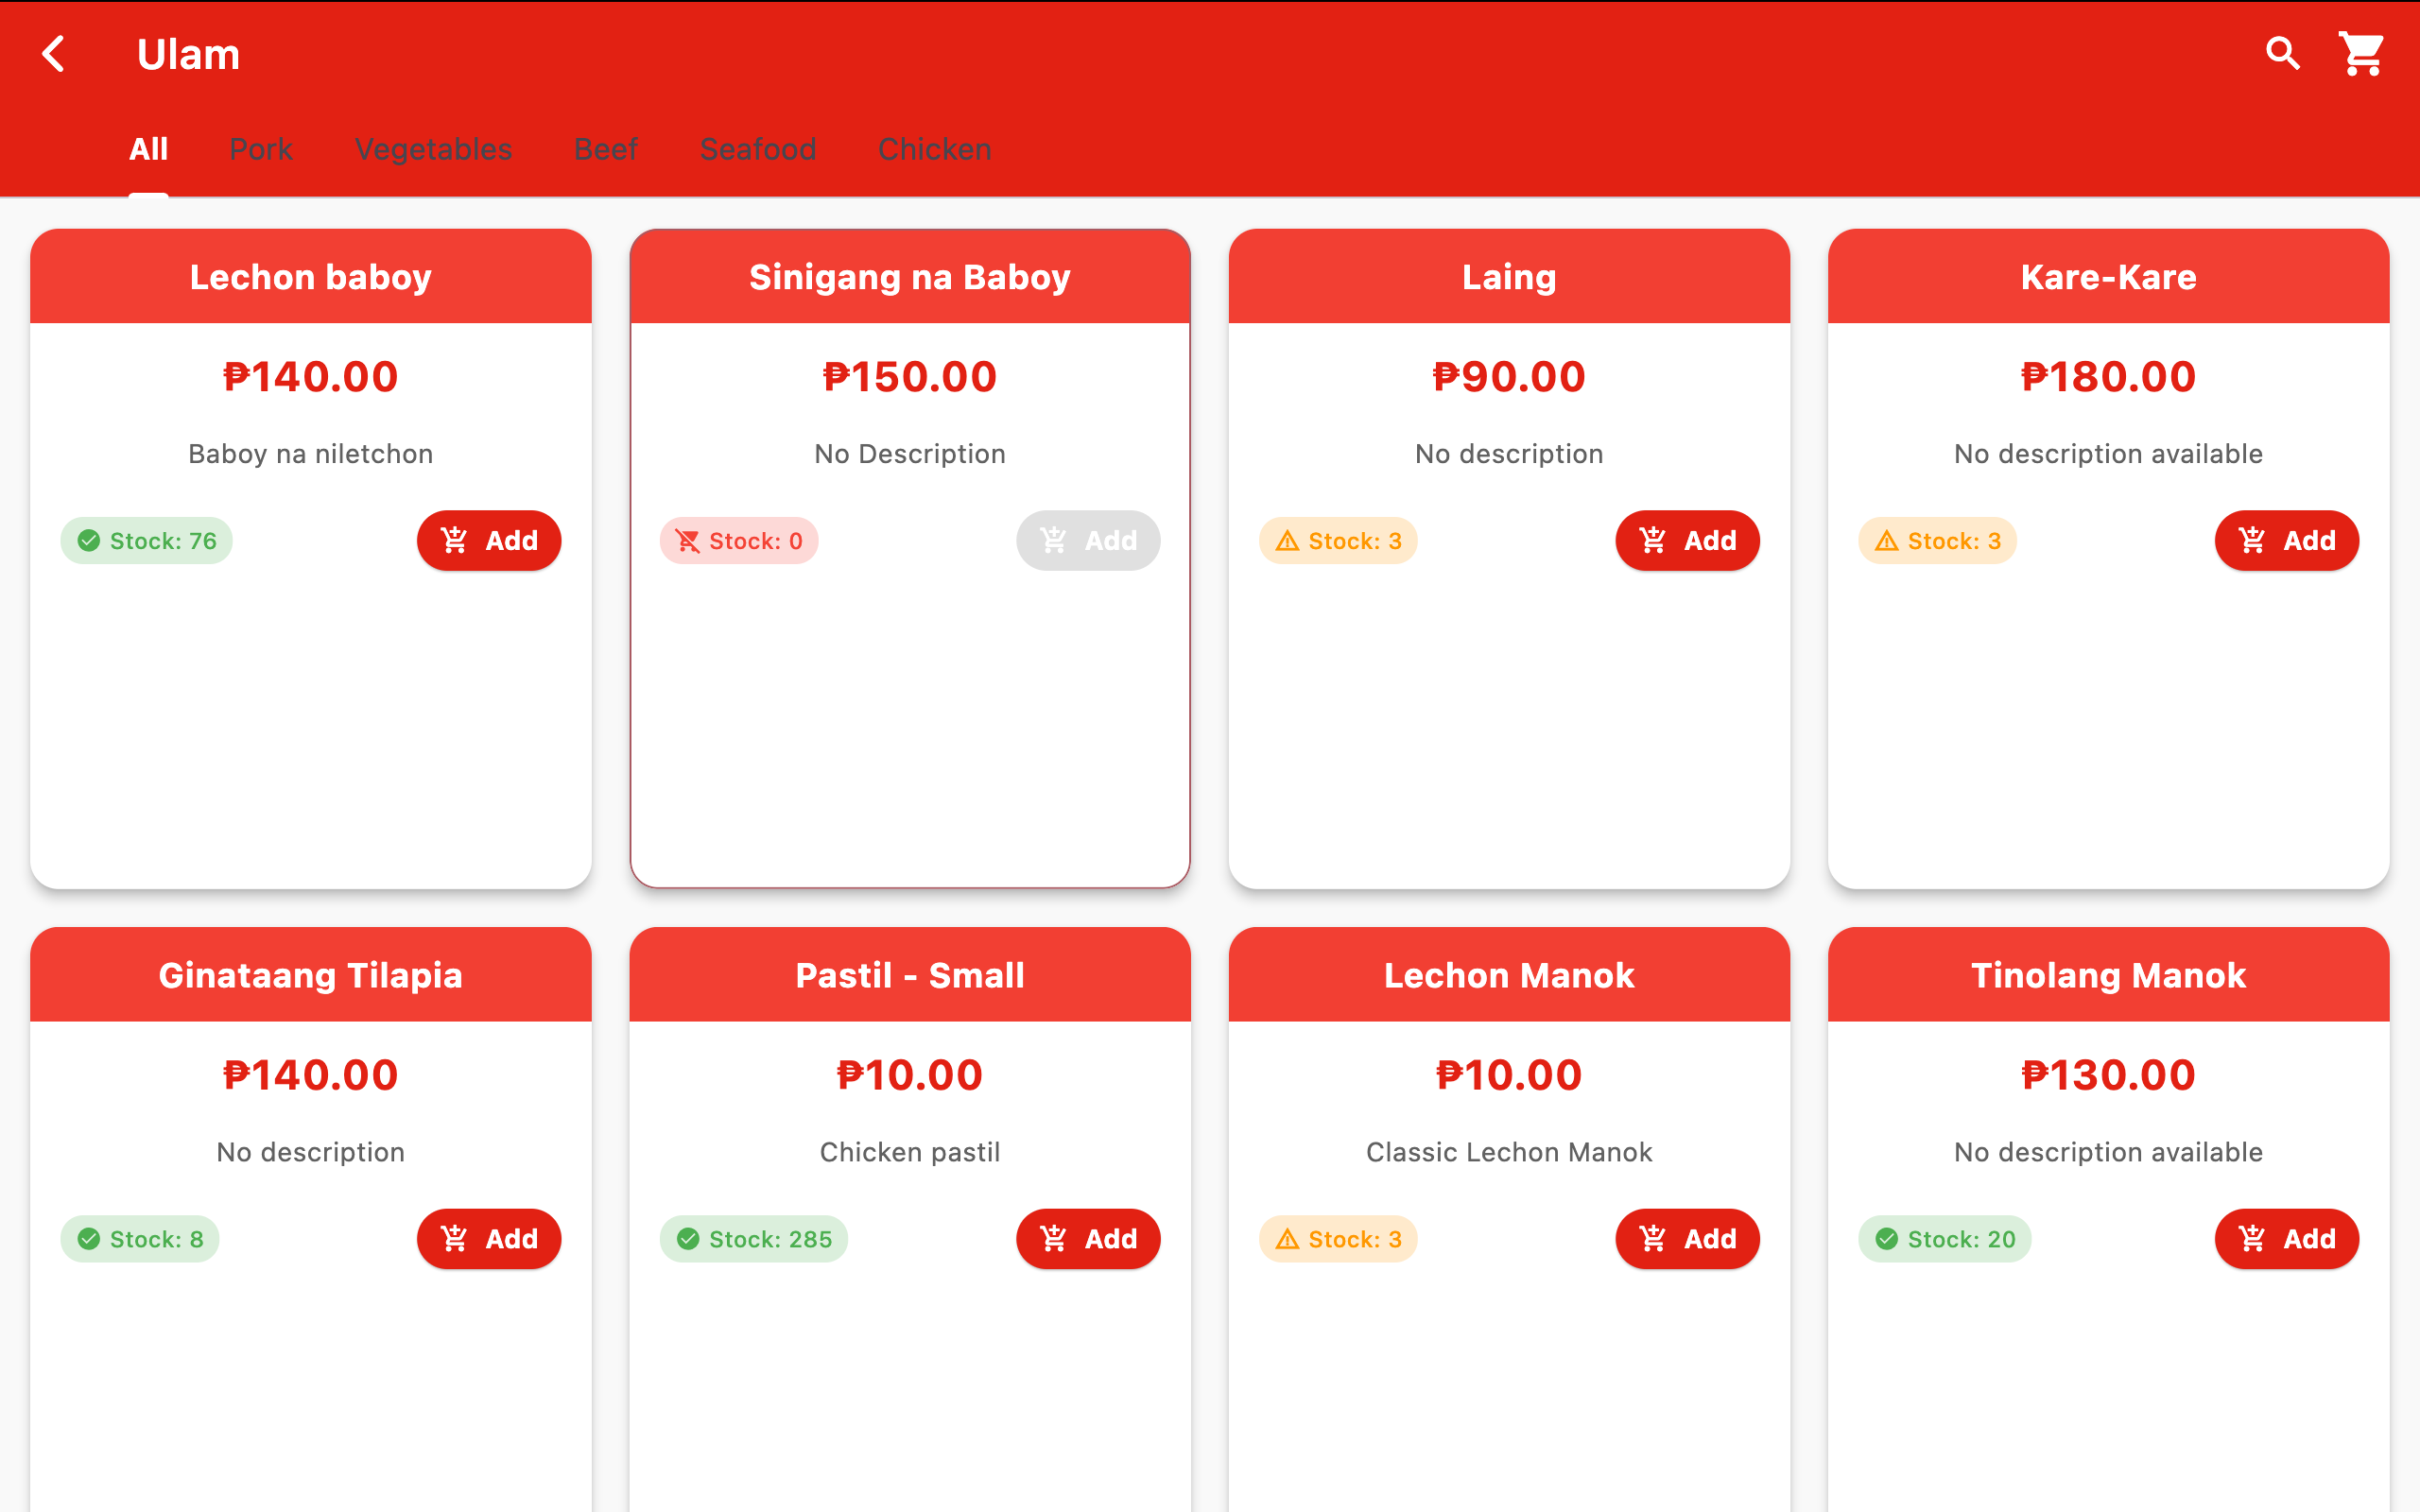 Ulam
All Pork Vegetables Beef Seafood Chicken
Lechon baboy
₱140.00
Baboy na niletchon
Stock: 76 Add
Sinigang na Baboy
₱150.00
No Description
Stock: 0 Add
Laing
₱90.00
No description
Stock: 3 Add
Kare-Kare
₱180.00
No description available
Stock: 3 Add
Ginataang Tilapia
₱140.00
No description
Stock: 8 Add
Pastil - Small
₱10.00
Chicken pastil
Stock: 285 Add
Lechon Manok
₱10.00
Classic Lechon Manok
Stock: 3 Add
Tinolang Manok
₱130.00
No description available
Stock: 20 Add